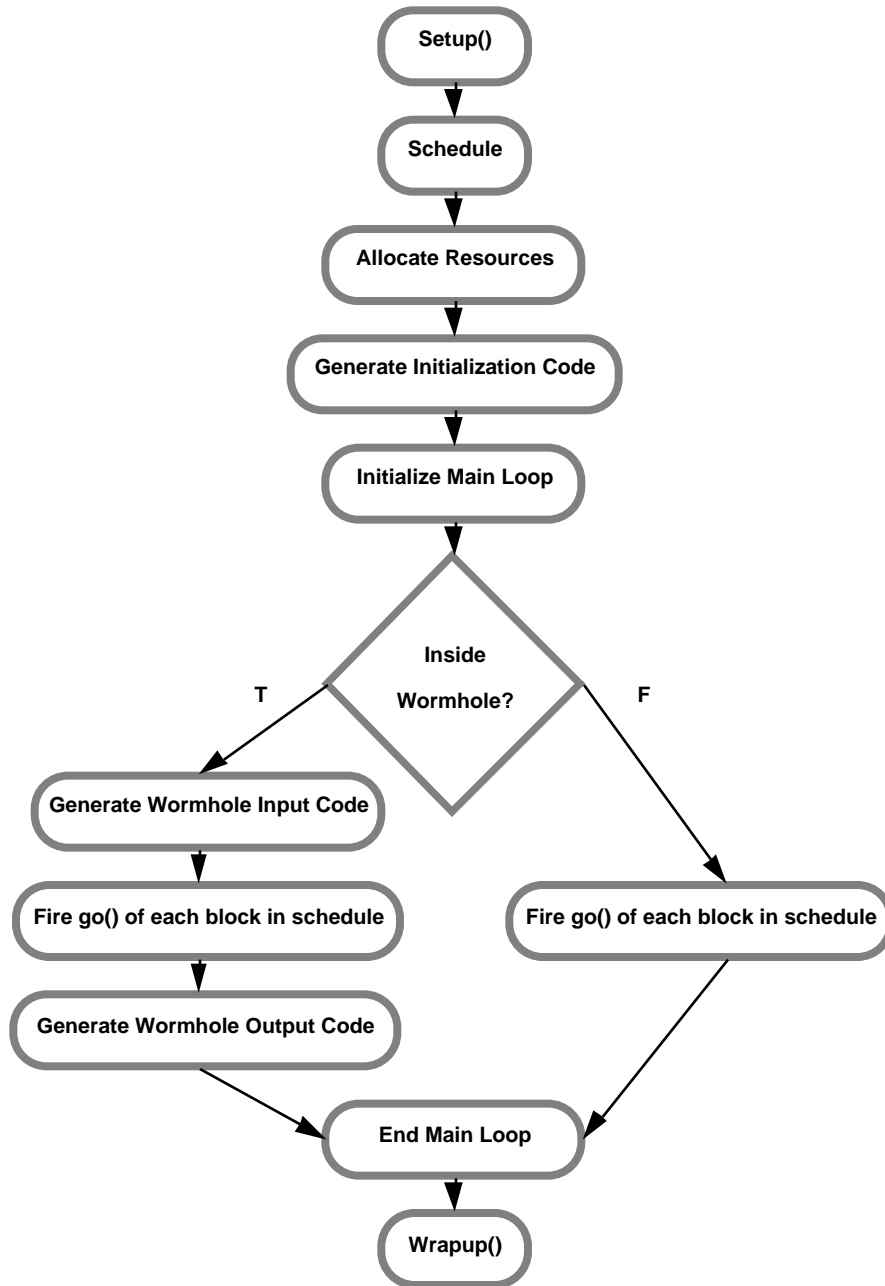 Setup()
Schedule
Allocate Resources
Generate Initialization Code
Initialize Main Loop
Inside
Wormhole?
T
F
Generate Wormhole Input Code
Fire go() of each block in schedule
Fire go() of each block in schedule
Generate Wormhole Output Code
End Main Loop
Wrapup()